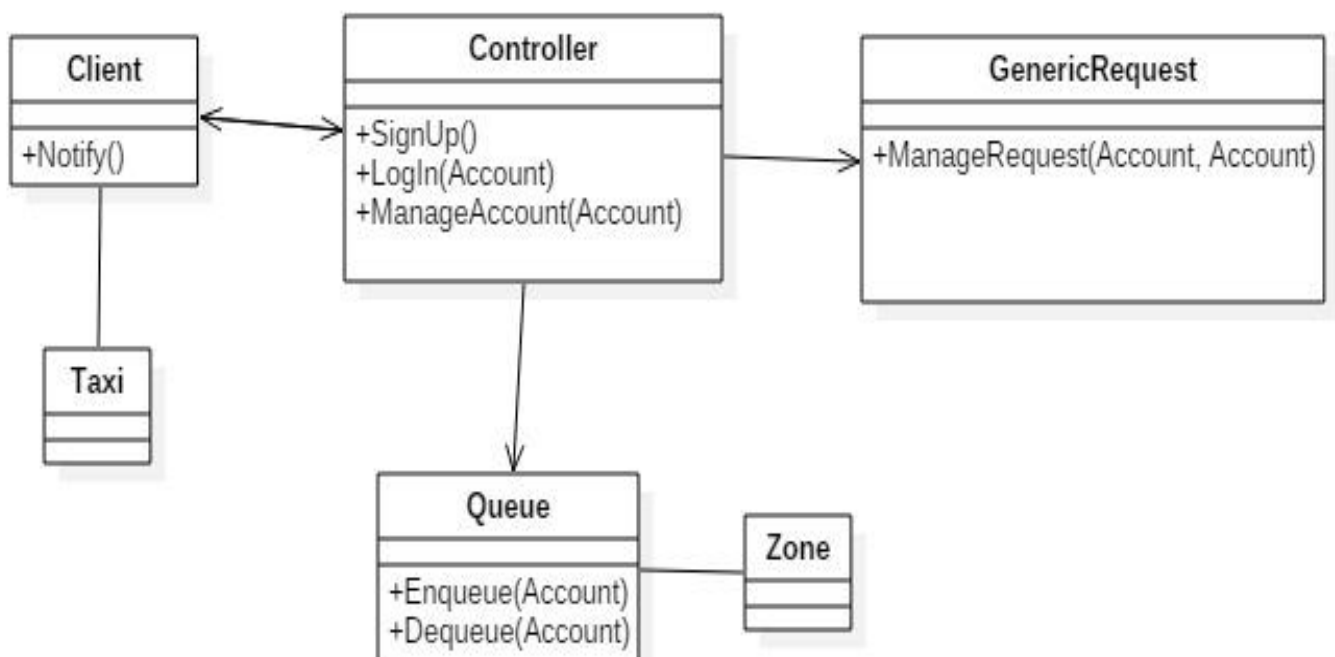 Client
+Notify()
Controller
+SignUp()
+LogIn(Account)
+ManageAccount(Account)
GenericRequest
+ManageRequest(Account, Account)
Taxi
Queue
+Enqueue(Account)
+Dequeue(Account)
Zone